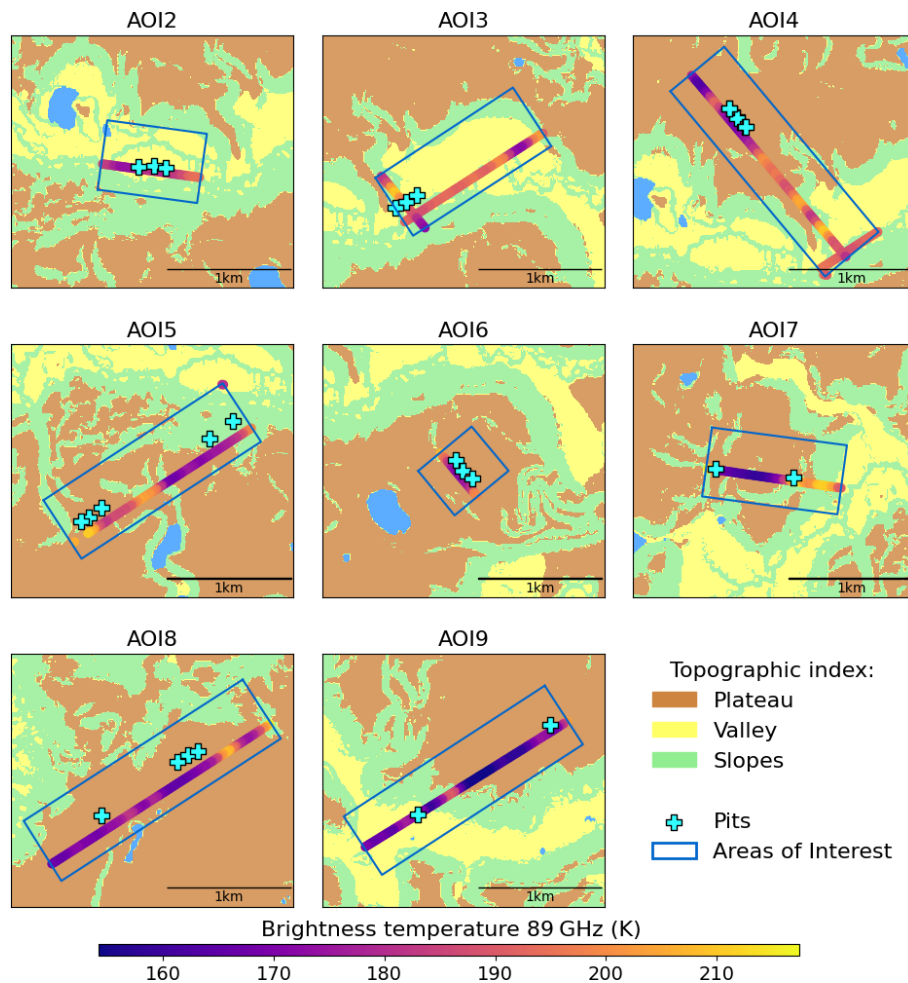 AOI2 AOI3 AOI4
1km 1km 1km
AOI5 AOI6 AOI7
1km 1km 1km
AOI8 AOI9
1km 1km
Topographic index:
Plateau
Valley
Slopes
Pits
Areas of Interest
Brightness temperature 89 GHz (K)
160 170 180 190 200 210